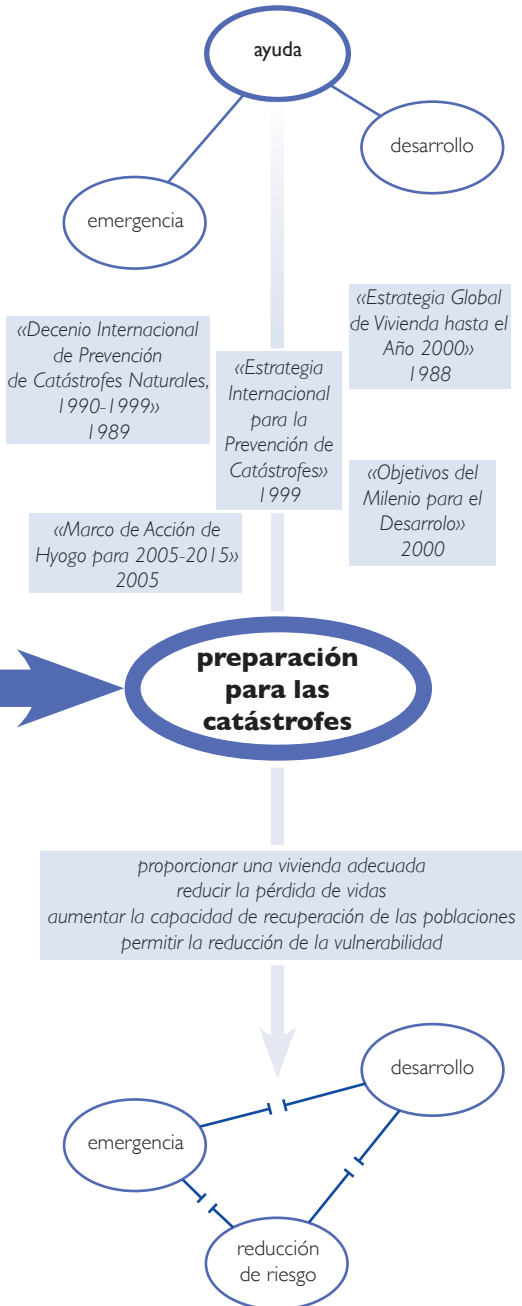 ayuda
desarrollo
emergencia
«Decenio Internacional
de Prevención
de Catástrofes Naturales,
1990-1999»
1989
«Estrategia
Internacional
para la
Prevención de
Catástrofes»
1999
«Estrategia Global
de Vivienda hasta el
Año 2000»
1988
«Objetivos del
Milenio para el
Desarrolo»
2000
«Marco de Acción de
Hyogo para 2005-2015»
2005
preparación
para las
catástrofes
proporcionar una vivienda adecuada
reducir la pérdida de vidas
aumentar la capacidad de recuperación de las poblaciones
permitir la reducción de la vulnerabilidad
desarrollo
emergencia
reducción
de riesgo